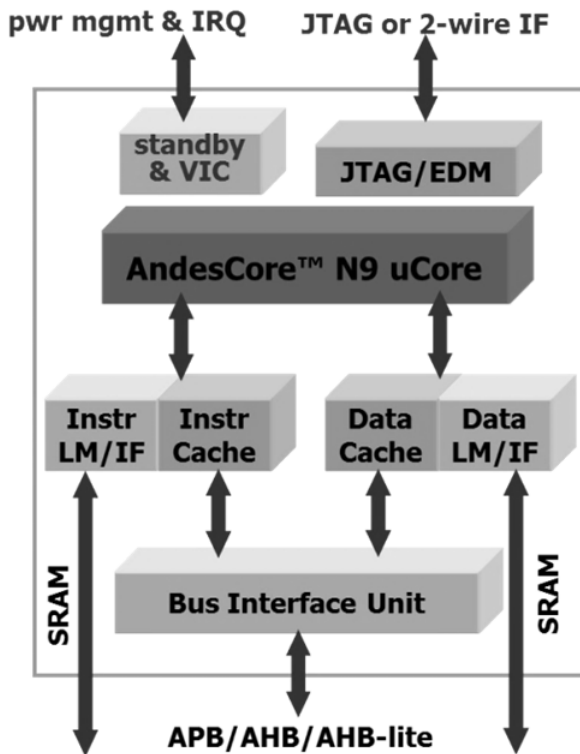 pwr mgmt & IRQ
JTAG or 2-wire IF
standby
& VIC
JTAG/EDM
AndesCore™ N9 uCore
Instr
LM/IF
Instr
Cache
Data
Cache
Data
LM/IF
SRAM
SRAM
Bus Interface Unit
APB/AHB/AHB-lite